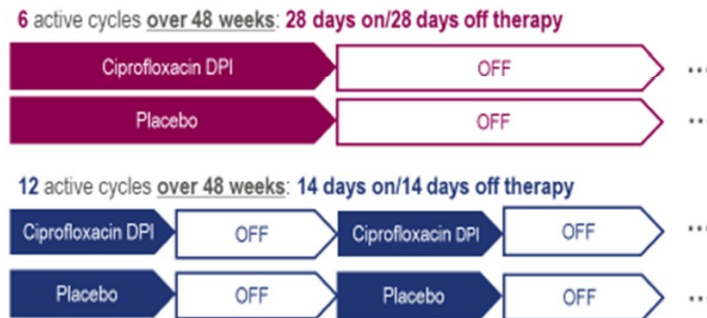 6 active cycles over 48 weeks: 28 days on/28 days off therapy
Ciprofloxacin DPI OFF ...
Placebo OFF ...
12 active cycles over 48 weeks: 14 days on/14 days off therapy
Ciprofloxacin DPI OFF Ciprofloxacin DPI OFF ...
Placebo OFF Placebo OFF ...